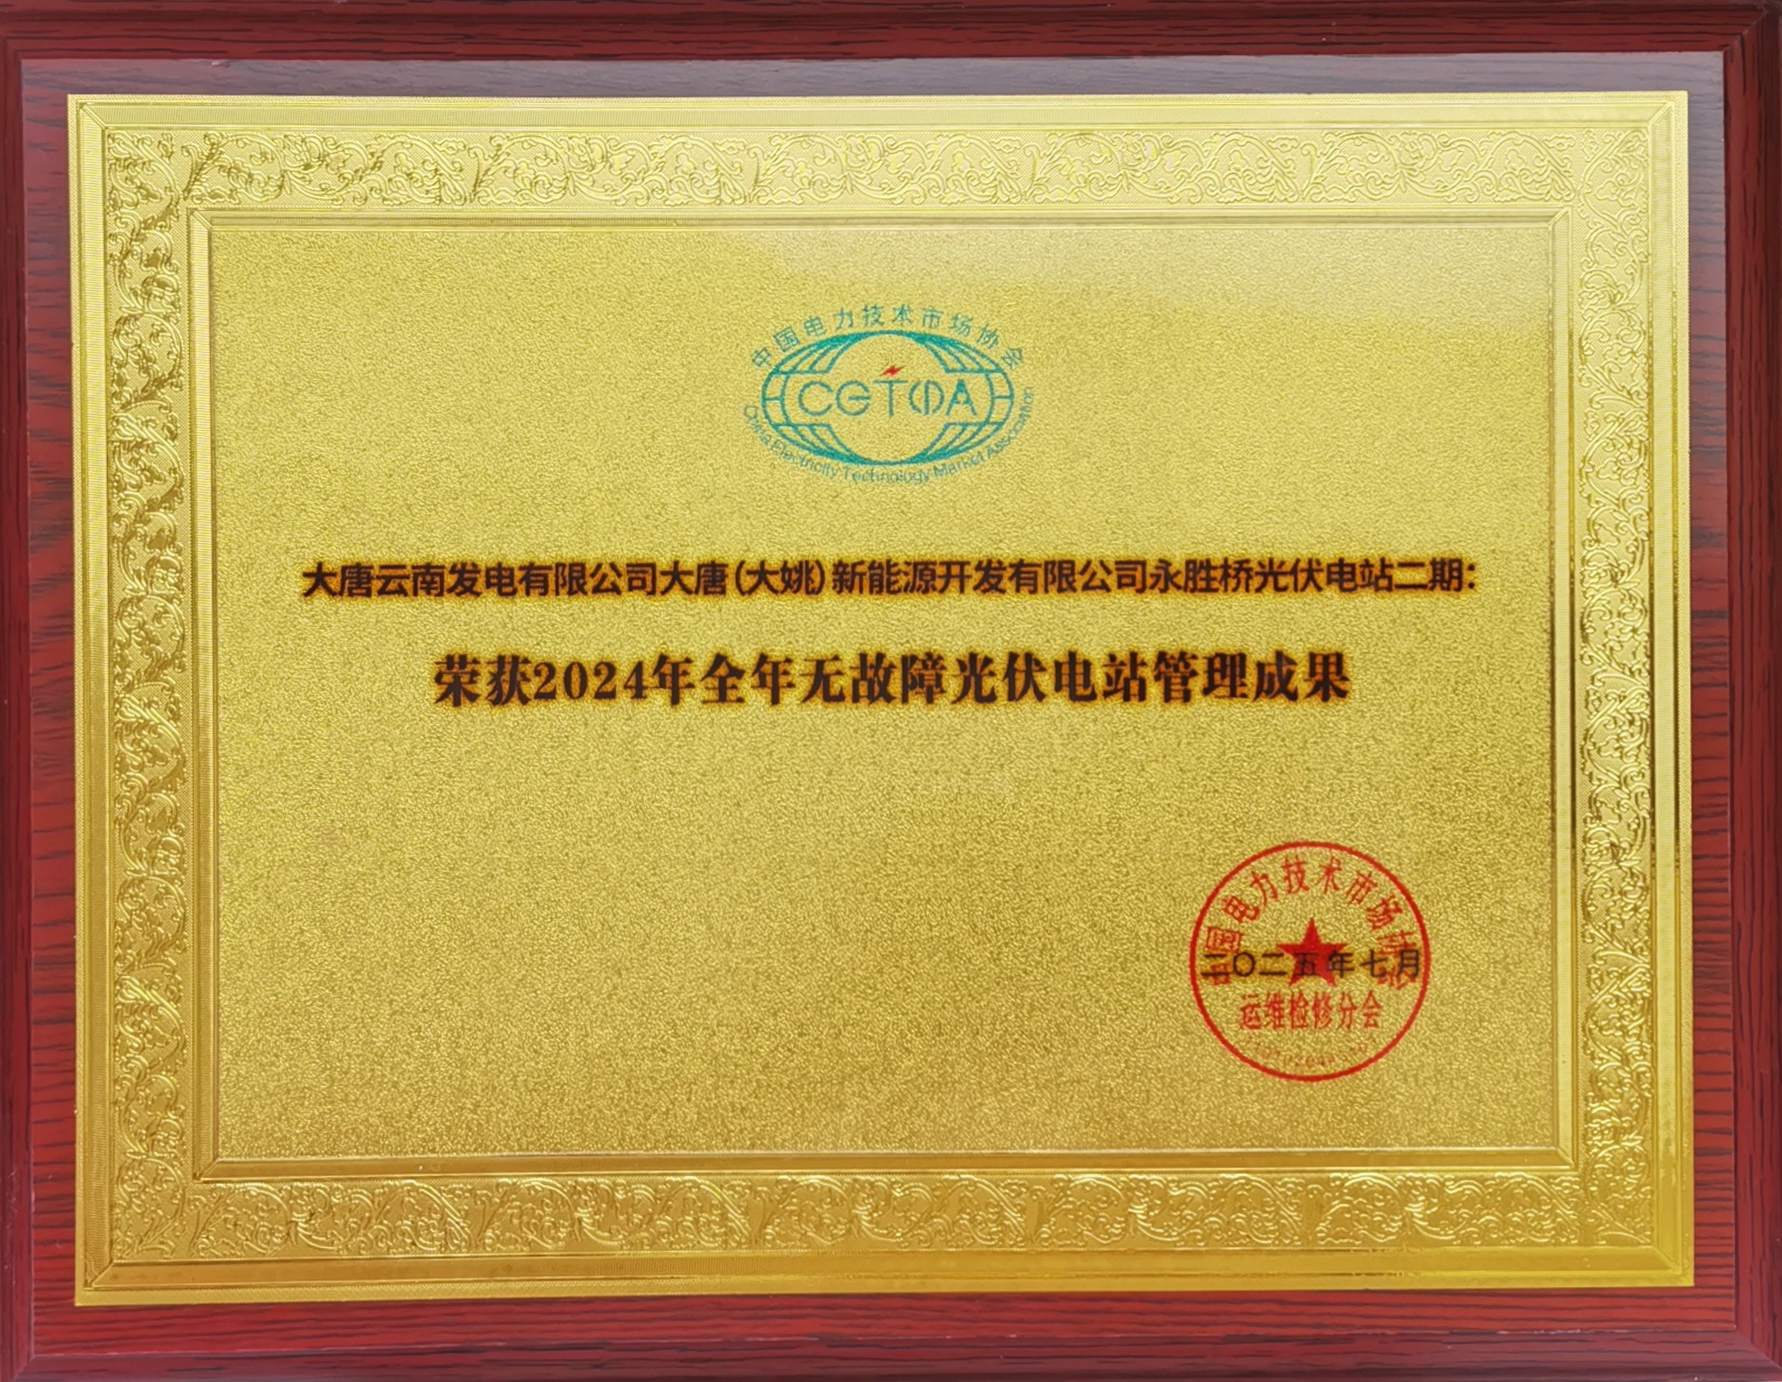 中国电力技术市场协会
CETMA
China Electricity Technology Market Association
大唐云南发电有限公司大唐(大姚)新能源开发有限公司永胜桥光伏电站二期:
荣获2024年全年无故障光伏电站管理成果
中国电力技术市场协会
二〇二五年七月
运维检修分会